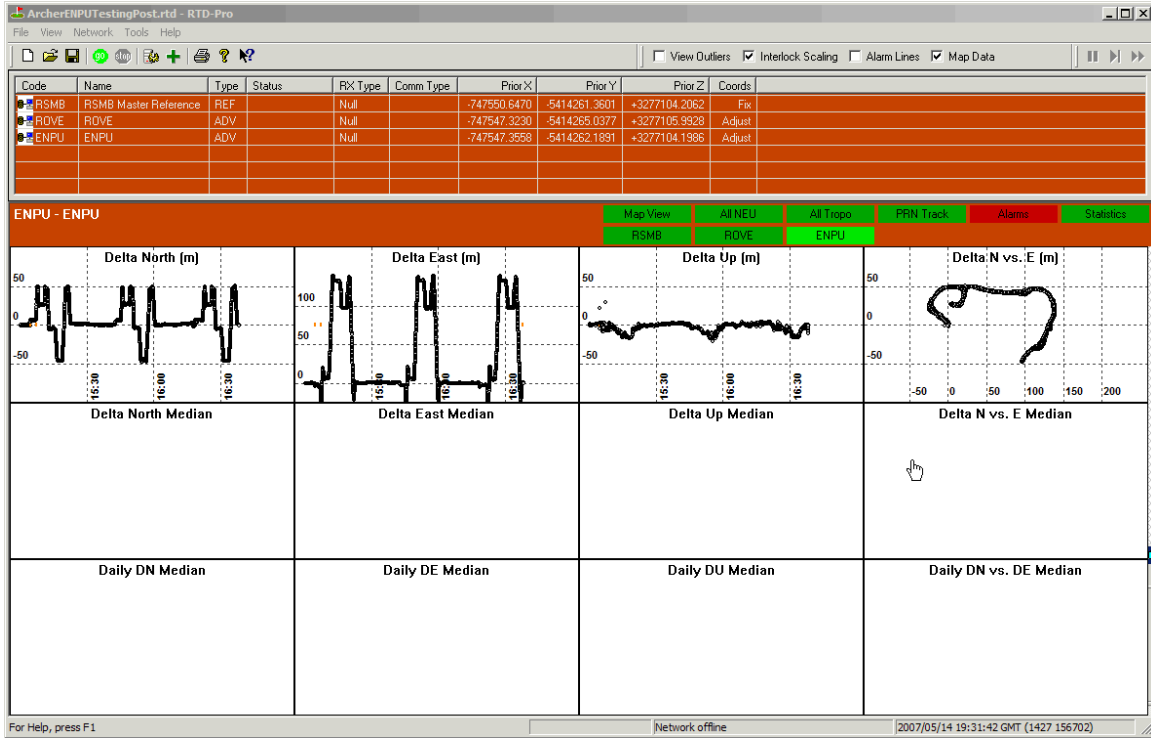 ArcherENPUTestingPost.rtd - RTD-Pro
File View Network Tools Help
go stop View Outliers Interlock Scaling Alarm Lines Map Data
Code Name Type Status RX Type Comm Type Prior X Prior Y Prior Z Coords
RSMB RSMB Master Reference REF Null -747550.6470 -5414261.3601 +3277104.2062 Fix
ROVE ROVE ADV Null -747547.3230 -5414265.0377 +3277105.9928 Adjust
ENPU ENPU ADV Null -747547.3558 -5414262.1891 +3277104.1986 Adjust
ENPU - ENPU
Map View All NEU All Tropo PRN Track Alarms Statistics
RSMB ROVE ENPU
Delta North (m)
50
0
-50
15:30 16:00 16:30
Delta East (m)
100
50
0
15:30 16:00 16:30
Delta Up (m)
50
0
-50
15:30 16:00 16:30
Delta N vs. E (m)
50
0
-50
-50 0 50 100 150 200
Delta North Median
Delta East Median
Delta Up Median
Delta N vs. E Median
Daily DN Median
Daily DE Median
Daily DU Median
Daily DN vs. DE Median
For Help, press F1
Network offline
2007/05/14 19:31:42 GMT (1427 156702)